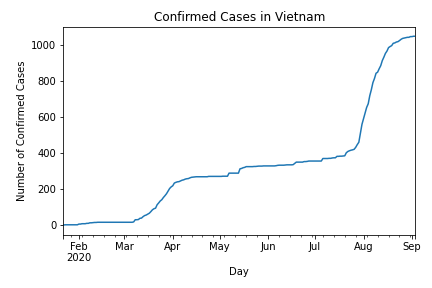 Confirmed Cases in Vietnam
Number of Confirmed Cases
1000
800
600
400
200
0
Feb Mar Apr May Jun Jul Aug Sep
2020
Day